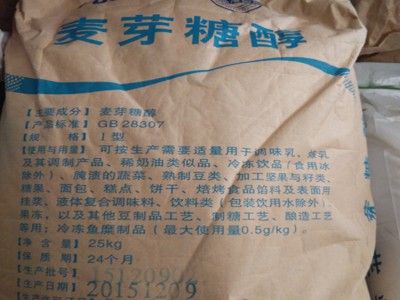 麦芽糖醇
【主要成分】麦芽糖醇
【产品标准】GB 28307
【规 格】Ⅰ型
【使用与用量】可按生产需要适量用于调味乳、炼乳
及其调制产品、稀奶油类似品、冷冻饮品(食用冰
除外)、腌渍的蔬菜、熟制豆类、加工坚果与籽类、
糖果、面包、糕点、饼干、焙烤食品馅料及表面用
挂浆、液体复合调味料、饮料类(包装饮用水除外)、
果冻、以及其他豆制品工艺、制糖工艺、酿造工艺
等用;冷冻鱼糜制品(最大使用量0.5g/kg)。
【净 含 量】25kg
【保 质 期】24个月
【生产批号】
【生产日期】20151209